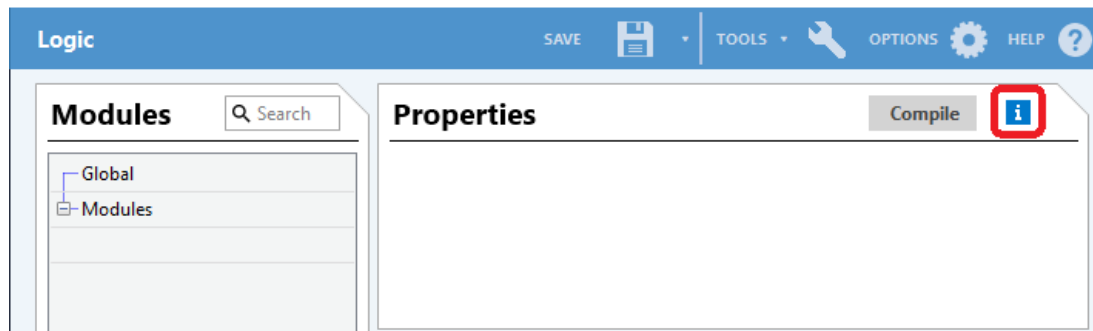 Logic SAVE TOOLS OPTIONS HELP ?
Modules Search Properties Compile i
Global
Modules